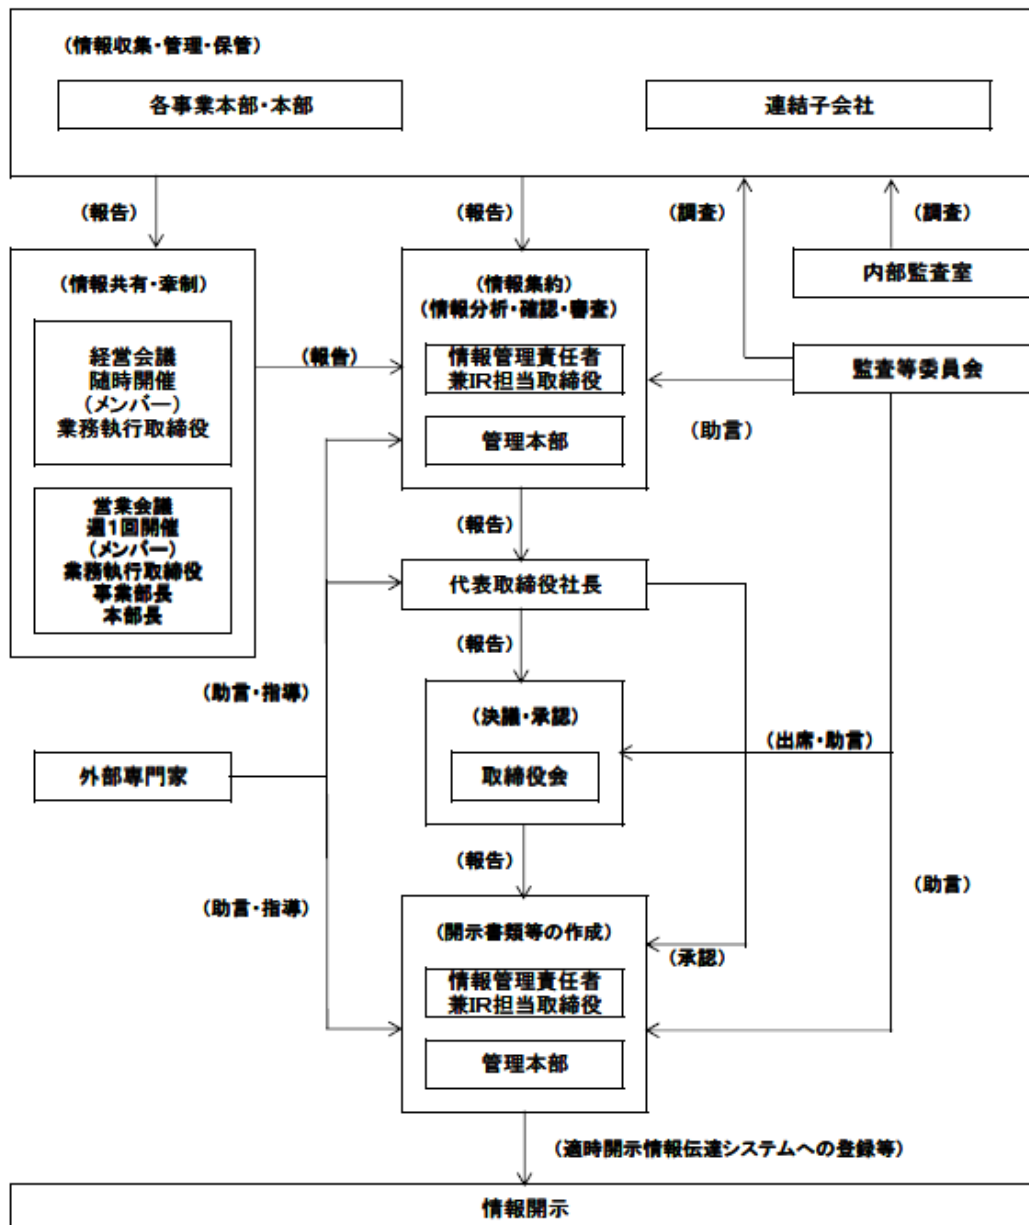 (情報収集・管理・保管)
各事業本部・本部
連結子会社
(報告)
(報告)
(調査)
(調査)
(情報共有・牽制)
経営会議
随時開催
(メンバー)
業務執行取締役
営業会議
週1回開催
(メンバー)
業務執行取締役
事業部長
本部長
(報告)
(情報集約)
(情報分析・確認・審査)
情報管理責任者
兼IR担当取締役
管理本部
内部監査室
監査等委員会
(助言)
(報告)
代表取締役社長
(報告)
(助言・指導)
(決議・承認)
取締役会
(出席・助言)
外部専門家
(報告)
(助言・指導)
(助言)
(開示書類等の作成)
情報管理責任者
兼IR担当取締役
管理本部
(承認)
(適時開示情報伝達システムへの登録等)
情報開示